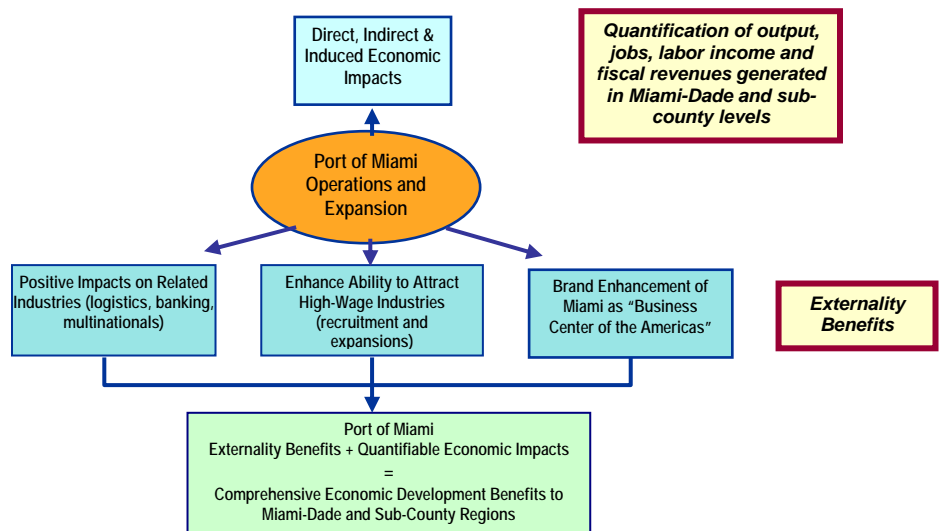 Direct, Indirect &
Induced Economic
Impacts
Quantification of output,
jobs, labor income and
fiscal revenues generated
in Miami-Dade and sub-
county levels
Port of Miami
Operations and
Expansion
Positive Impacts on Related
Industries (logistics, banking,
multinationals)
Enhance Ability to Attract
High-Wage Industries
(recruitment and
expansions)
Brand Enhancement of
Miami as “Business
Center of the Americas”
Externality
Benefits
Port of Miami
Externality Benefits + Quantifiable Economic Impacts
=
Comprehensive Economic Development Benefits to
Miami-Dade and Sub-County Regions